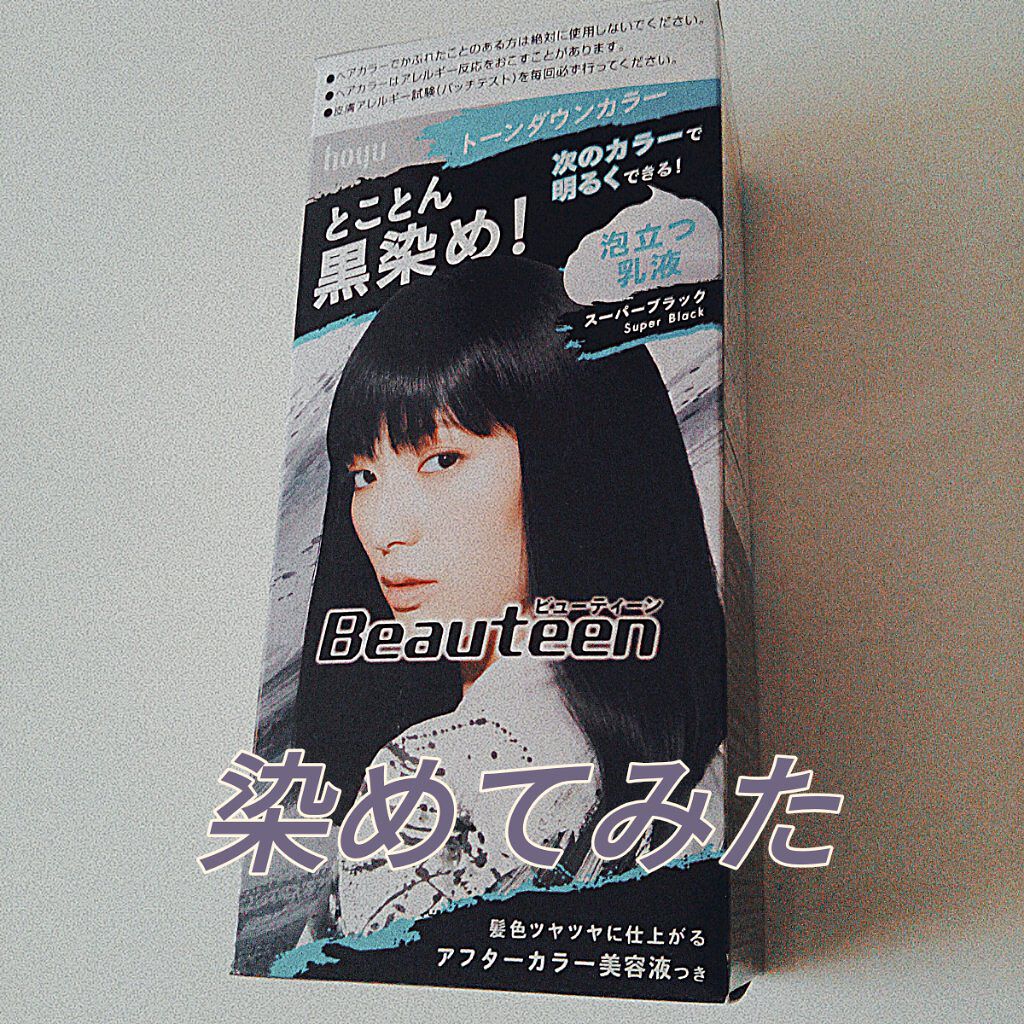 ●ヘアカラーでかぶれたことのある方は絶対に使用しないでください。
●ヘアカラーはアレルギー反応をおこすことがあります。
●皮膚アレルギー試験(パッチテスト)を毎回必ず行ってください。
hoyu
トーンダウンカラー
とことん
黒染め!
次のカラーで
明るくできる!
泡立つ
乳液
スーパーブラック
Super Black
ビューティーン
Beauteen
染めてみた
髪色ツヤツヤに仕上がる
アフターカラー美容液つき